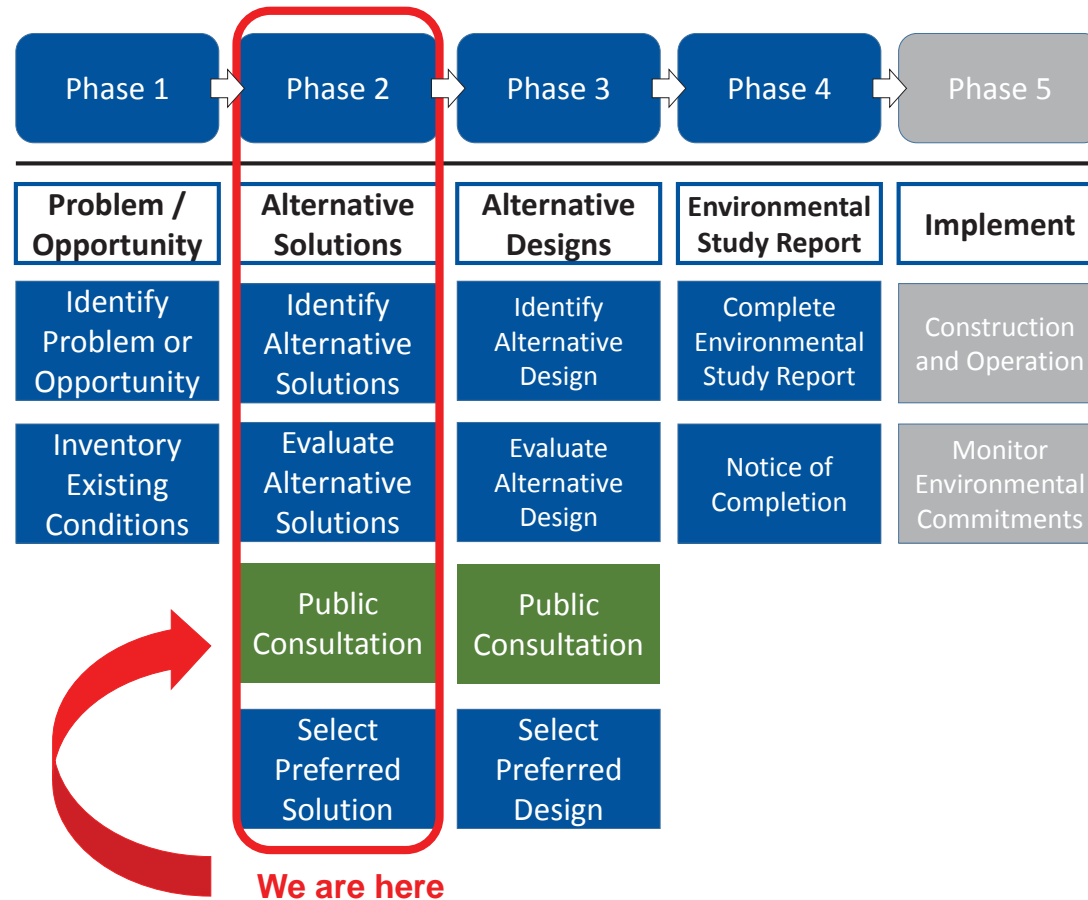 Phase 1
Phase 2
Phase 3
Phase 4
Phase 5
Problem /
Opportunity
Alternative
Solutions
Alternative
Designs
Environmental
Study Report
Implement
Identify
Problem or
Opportunity
Identify
Alternative
Solutions
Identify
Alternative
Design
Complete
Environmental
Study Report
Construction
and Operation
Inventory
Existing
Conditions
Evaluate
Alternative
Solutions
Evaluate
Alternative
Design
Notice of
Completion
Monitor
Environmental
Commitments
Public
Consultation
Public
Consultation
Select
Preferred
Solution
Select
Preferred
Design
We are here